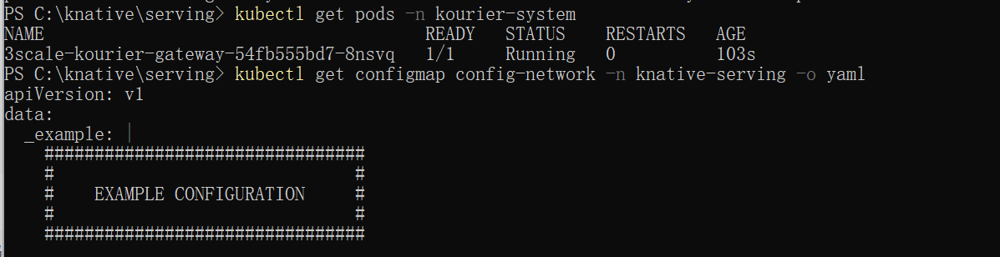 PS C:\knative\serving> kubectl get pods -n kourier-system
NAME                                      READY   STATUS    RESTARTS   AGE
3scale-kourier-gateway-54fb555bd7-8nsvq   1/1     Running   0          103s
PS C:\knative\serving> kubectl get configmap config-network -n knative-serving -o yaml
apiVersion: v1
data:
  _example: |
    ################################
    #                              #
    #    EXAMPLE CONFIGURATION     #
    #                              #
    ################################